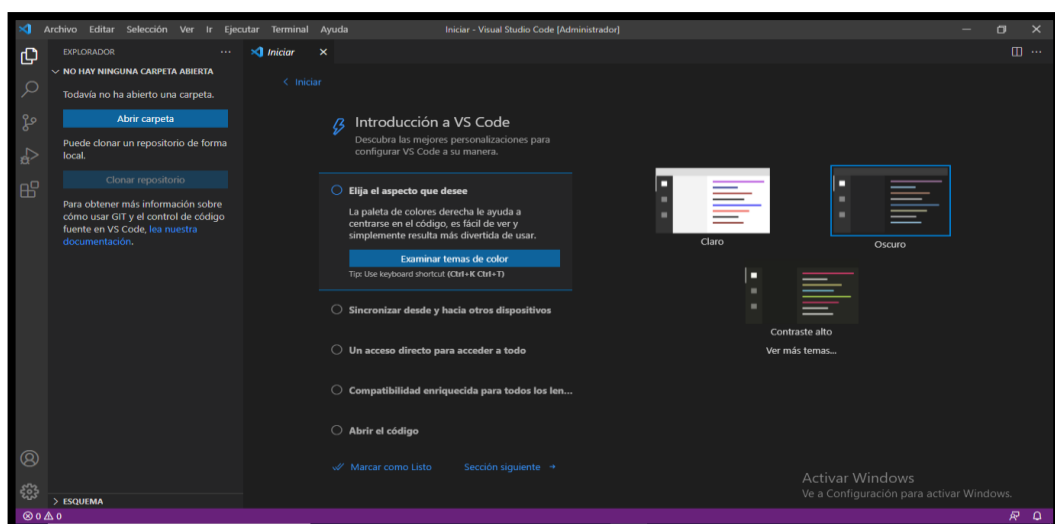 Archivo Editar Selección Ver Ir Ejecutar Terminal Ayuda
Iniciar - Visual Studio Code [Administrador]
EXPLORADOR
NO HAY NINGUNA CARPETA ABIERTA
Todavía no ha abierto una carpeta.
Abrir carpeta
Puede clonar un repositorio de forma
local.
Clonar repositorio
Para obtener más información sobre
cómo usar GIT y el control de código
fuente en VS Code, lea nuestra
documentación.
ESQUEMA
Iniciar
Iniciar
Introducción a VS Code
Descubra las mejores personalizaciones para
configurar VS Code a su manera.
Elija el aspecto que desee
La paleta de colores derecha le ayuda a
centrarse en el código, es fácil de ver y
simplemente resulta más divertida de usar.
Examinar temas de color
Tip: Use keyboard shortcut (Ctrl+K Ctrl+T)
Sincronizar desde y hacia otros dispositivos
Un acceso directo para acceder a todo
Compatibilidad enriquecida para todos los len...
Abrir el código
Marcar como Listo
Sección siguiente →
Claro
Oscuro
Contraste alto
Ver más temas...
Activar Windows
Ve a Configuración para activar Windows.
0 0